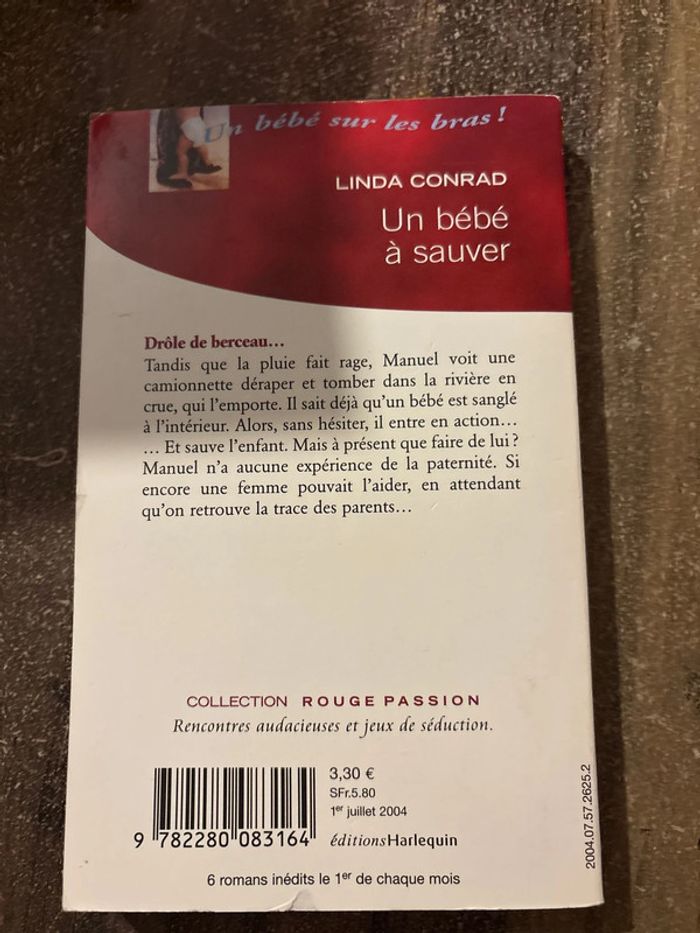 Un bébé sur les bras !
LINDA CONRAD
Un bébé
à sauver
Drôle de berceau...
Tandis que la pluie fait rage, Manuel voit une
camionnette déraper et tomber dans la rivière en
crue, qui l'emporte. Il sait déjà qu'un bébé est sanglé
à l'intérieur. Alors, sans hésiter, il entre en action...
... Et sauve l'enfant. Mais à présent que faire de lui ?
Manuel n'a aucune expérience de la paternité. Si
encore une femme pouvait l'aider, en attendant
qu'on retrouve la trace des parents...
COLLECTION ROUGE PASSION
Rencontres audacieuses et jeux de séduction.
3,30 €
SFr.5.80
1er juillet 2004
9 782280 083164
éditionsHarlequin
6 romans inédits le 1er de chaque mois
2004.07.57.2625.2